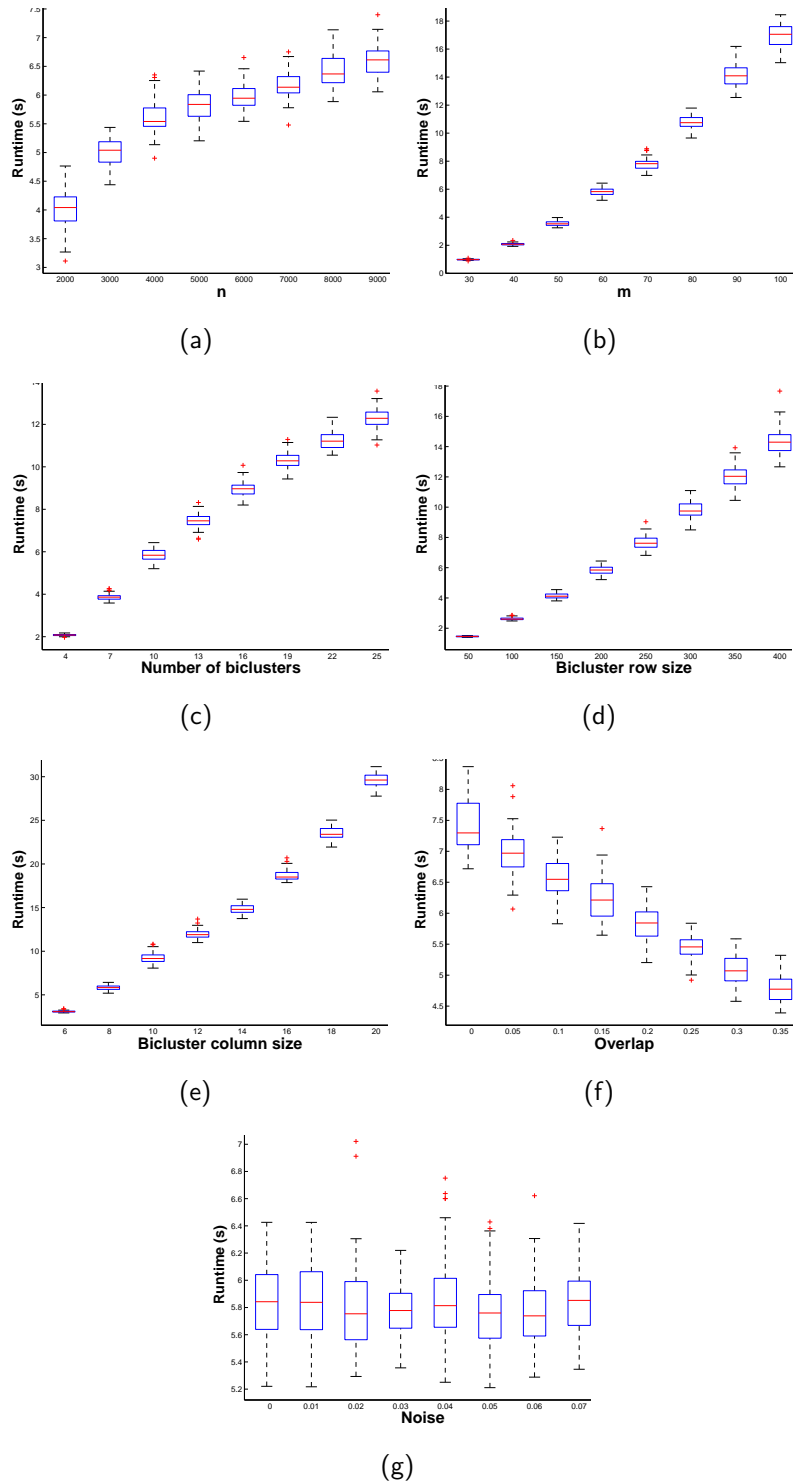 7.5
7
6.5
6
5.5
5
4.5
4
3.5
3
Runtime (s)
2000 3000 4000 5000 6000 7000 8000 9000
n
(a)
18
16
14
12
10
8
6
4
2
0
Runtime (s)
30 40 50 60 70 80 90 100
m
(b)
14
12
10
8
6
4
2
Runtime (s)
4 7 10 13 16 19 22 25
Number of biclusters
(c)
18
16
14
12
10
8
6
4
2
Runtime (s)
50 100 150 200 250 300 350 400
Bicluster row size
(d)
30
25
20
15
10
5
Runtime (s)
6 8 10 12 14 16 18 20
Bicluster column size
(e)
8.5
8
7.5
7
6.5
6
5.5
5
4.5
Runtime (s)
0 0.05 0.1 0.15 0.2 0.25 0.3 0.35
Overlap
(f)
7
6.8
6.6
6.4
6.2
6
5.8
5.6
5.4
5.2
Runtime (s)
0 0.01 0.02 0.03 0.04 0.05 0.06 0.07
Noise
(g)